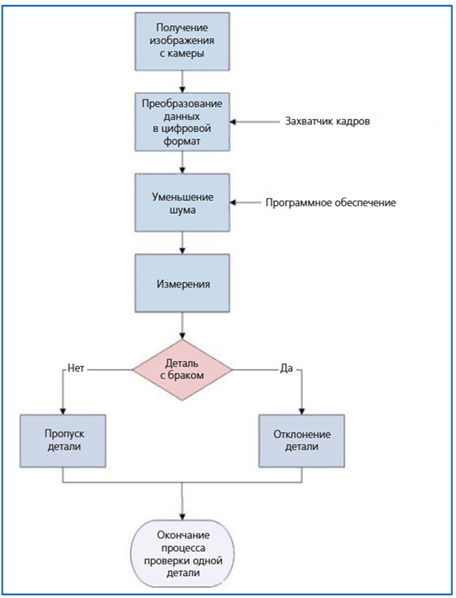 Получение
изображения
с камеры
Преобразование
данных
в цифровой
формат
Захватчик кадров
Уменьшение
шума
Программное обеспечение
Измерения
Деталь
с браком
Нет
Да
Пропуск
детали
Отклонение
детали
Окончание
процесса
проверки одной
детали